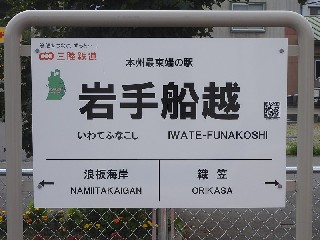 三陸鉄道
本州最東端の駅
岩手船越
いわてふなこし IWATE-FUNAKOSHI
浪板海岸 織笠
NAMIITAKAIGAN ORIKASA